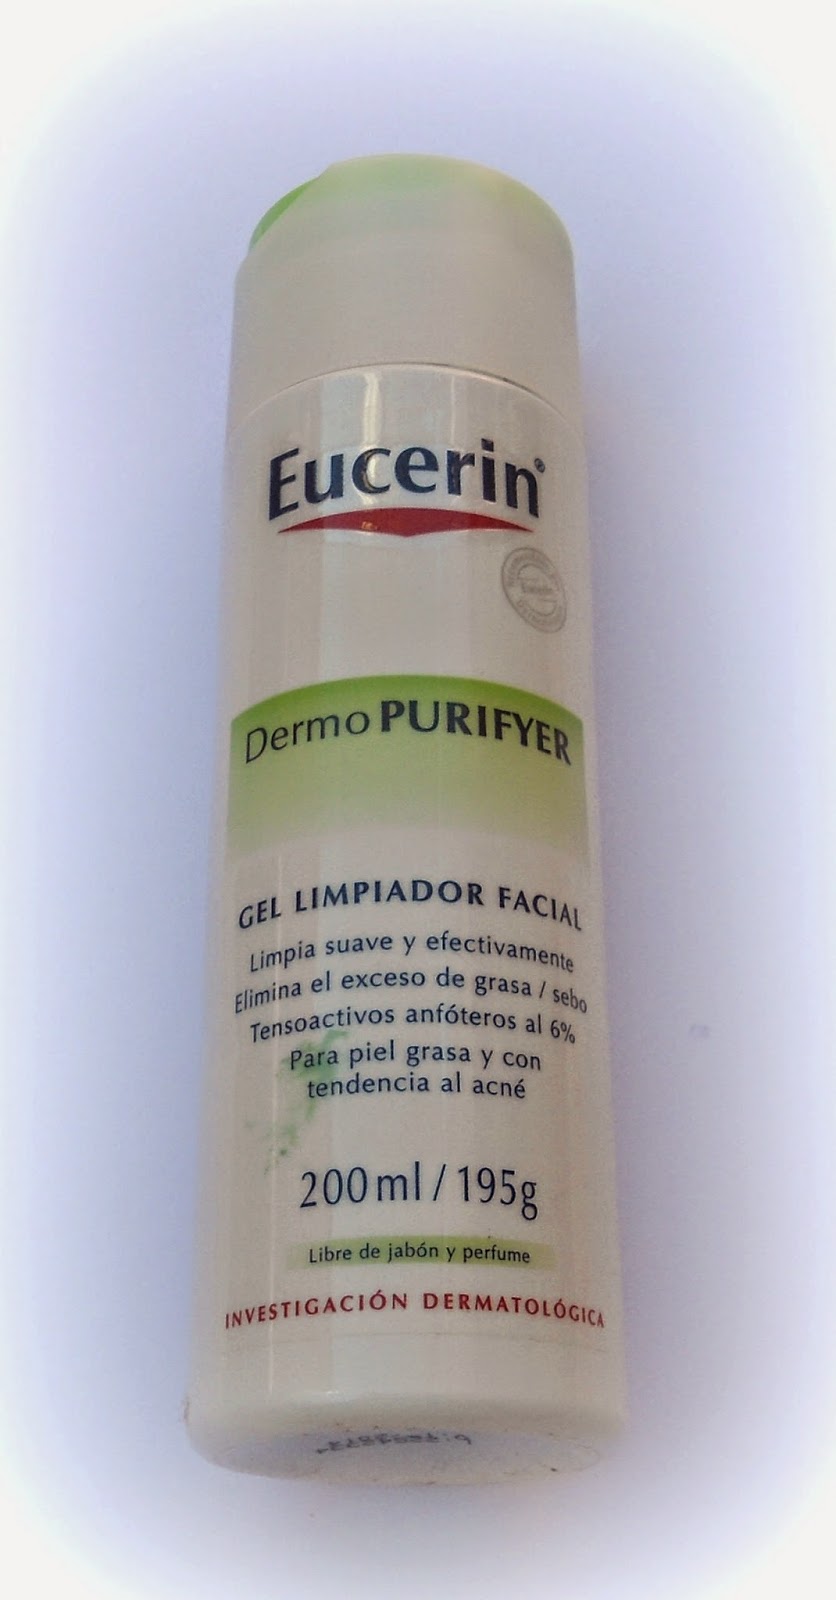 Eucerin®
DermoPURIFYER
GEL LIMPIADOR FACIAL
Limpia suave y efectivamente
Elimina el exceso de grasa / sebo
Tensoactivos anfóteros al 6%
Para piel grasa y con
tendencia al acné
200ml / 195g
Libre de jabón y perfume
INVESTIGACIÓN DERMATOLÓGICA